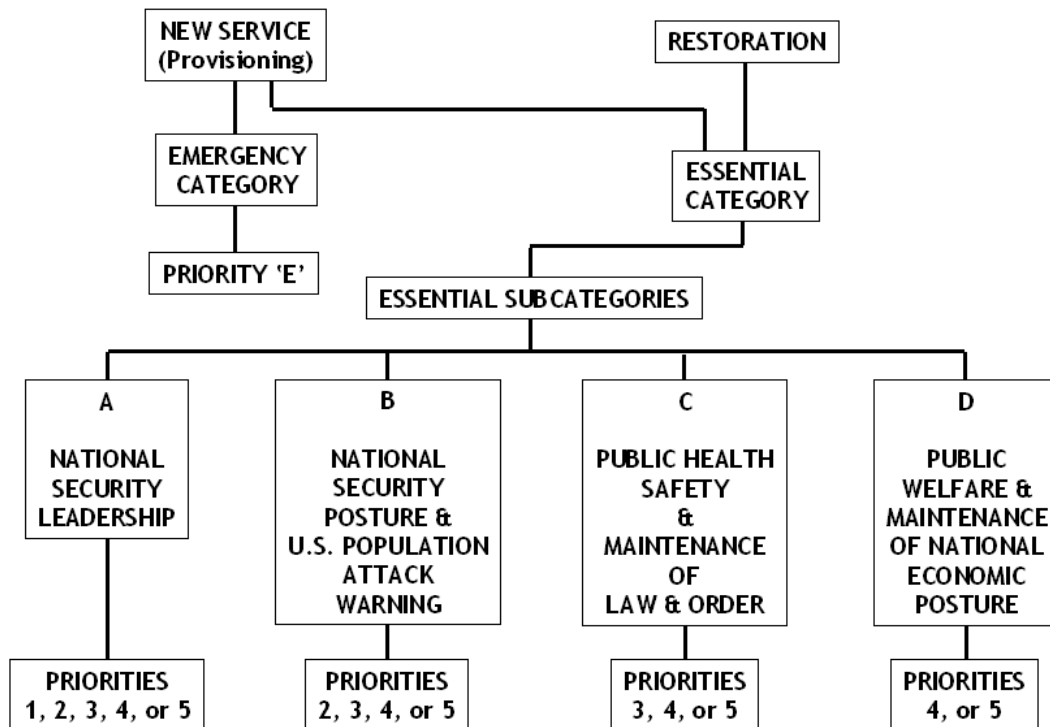 NEW SERVICE
(Provisioning)
RESTORATION
EMERGENCY
CATEGORY
ESSENTIAL
CATEGORY
PRIORITY ‘E’
ESSENTIAL SUBCATEGORIES
A
NATIONAL
SECURITY
LEADERSHIP
B
NATIONAL
SECURITY
POSTURE &
U.S. POPULATION
ATTACK
WARNING
C
PUBLIC HEALTH
SAFETY
&
MAINTENANCE
OF
LAW & ORDER
D
PUBLIC
WELFARE &
MAINTENANCE
OF NATIONAL
ECONOMIC
POSTURE
PRIORITIES
1, 2, 3, 4, or 5
PRIORITIES
2, 3, 4, or 5
PRIORITIES
3, 4, or 5
PRIORITIES
4, or 5